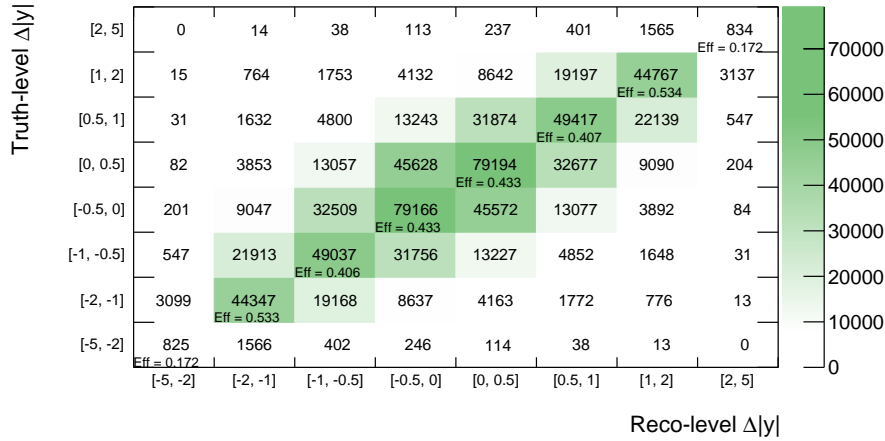 Truth-level Δ|y|
[2, 5] 0 14 38 113 237 401 1565 834
Eff = 0.172
[1, 2] 15 764 1753 4132 8642 19197 44767 3137
Eff = 0.534
[0.5, 1] 31 1632 4800 13243 31874 49417 22139 547
Eff = 0.407
[0, 0.5] 82 3853 13057 45628 79194 32677 9090 204
Eff = 0.433
[-0.5, 0] 201 9047 32509 79166 45572 13077 3892 84
Eff = 0.433
[-1, -0.5] 547 21913 49037 31756 13227 4852 1648 31
Eff = 0.406
[-2, -1] 3099 44347 19168 8637 4163 1772 776 13
Eff = 0.533
[-5, -2] 825 1566 402 246 114 38 13 0
Eff = 0.172
[-5, -2] [-2, -1] [-1, -0.5] [-0.5, 0] [0, 0.5] [0.5, 1] [1, 2] [2, 5]
Reco-level Δ|y|
70000
60000
50000
40000
30000
20000
10000
0